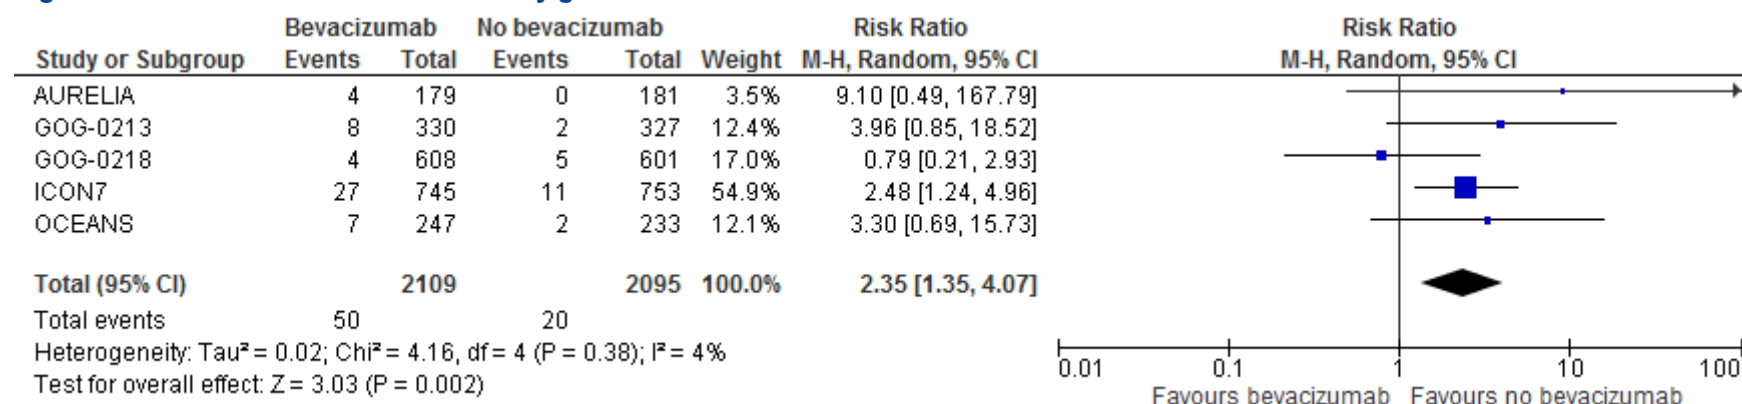 Bevacizumab No bevacizumab Risk Ratio Risk Ratio
Study or Subgroup Events Total Events Total Weight M-H, Random, 95% CI M-H, Random, 95% CI
AURELIA 4 179 0 181 3.5% 9.10 [0.49, 167.79]
GOG-0213 8 330 2 327 12.4% 3.96 [0.85, 18.52]
GOG-0218 4 608 5 601 17.0% 0.79 [0.21, 2.93]
ICON7 27 745 11 753 54.9% 2.48 [1.24, 4.96]
OCEANS 7 247 2 233 12.1% 3.30 [0.69, 15.73]
Total (95% CI) 2109 2095 100.0% 2.35 [1.35, 4.07]
Total events 50 20
Heterogeneity: Tau² = 0.02; Chi² = 4.16, df = 4 (P = 0.38); I² = 4%
Test for overall effect: Z = 3.03 (P = 0.002)
0.01 0.1 1 10 100
Favours bevacizumab Favours no bevacizumab